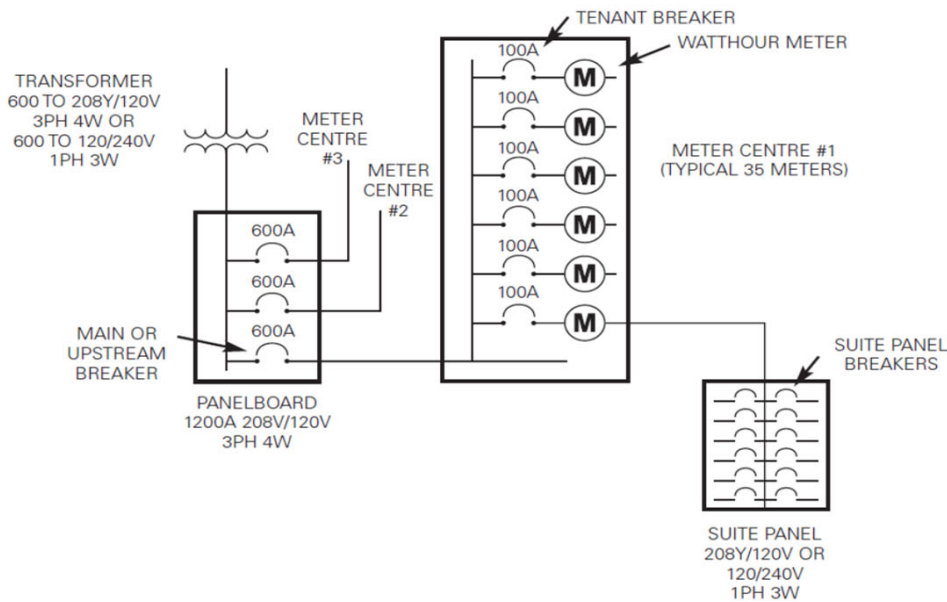 TENANT BREAKER
WATTHOUR METER
TRANSFORMER
600 TO 208Y/120V
3PH 4W OR
600 TO 120/240V
1PH 3W
METER
CENTRE
#3
METER
CENTRE
#2
100A
M
100A
M
100A
M
100A
M
100A
M
100A
M
METER CENTRE #1
(TYPICAL 35 METERS)
600A
600A
600A
MAIN OR
UPSTREAM
BREAKER
PANELBOARD
1200A 208V/120V
3PH 4W
SUITE PANEL
BREAKERS
SUITE PANEL
208Y/120V OR
120/240V
1PH 3W